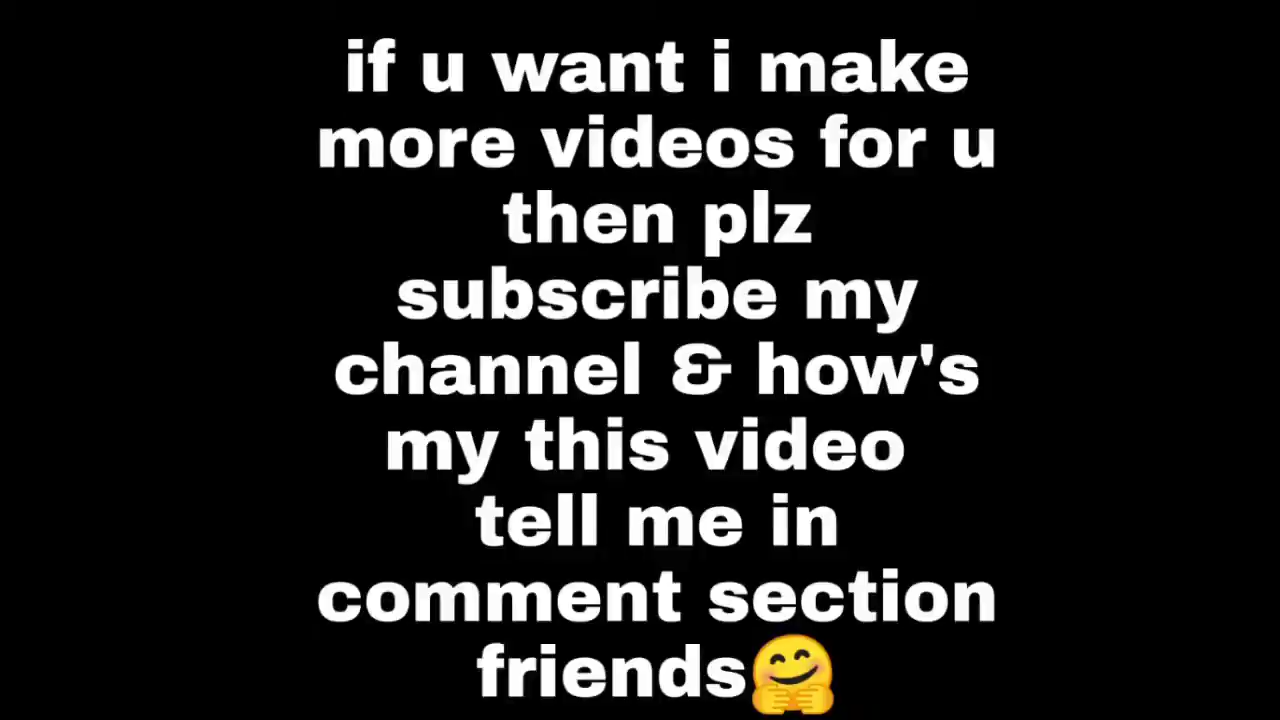 if u want i make
more videos for u
then plz
subscribe my
channel & how's
my this video
tell me in
comment section
friends🤗